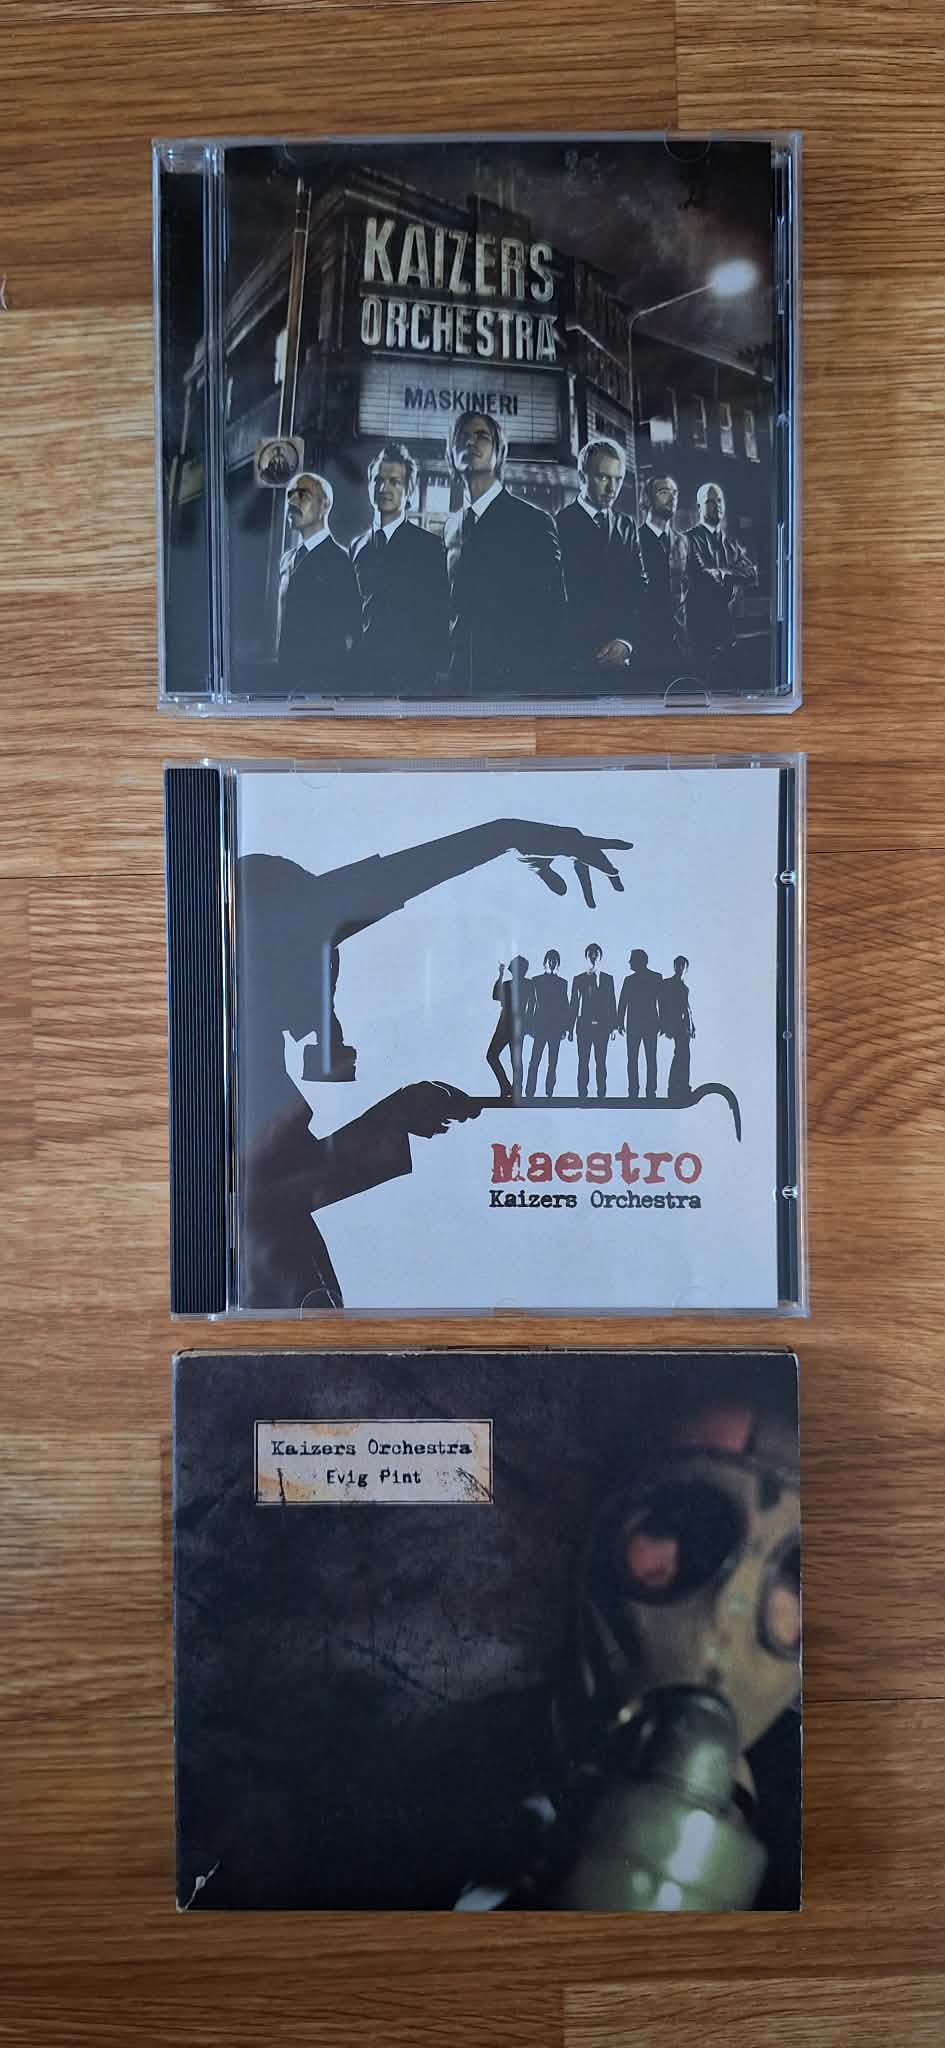 KAIZERS
ORCHESTRA
MASKINERI
Maestro
Kaizers Orchestra
Kaizers Orchestra
Evig Pint